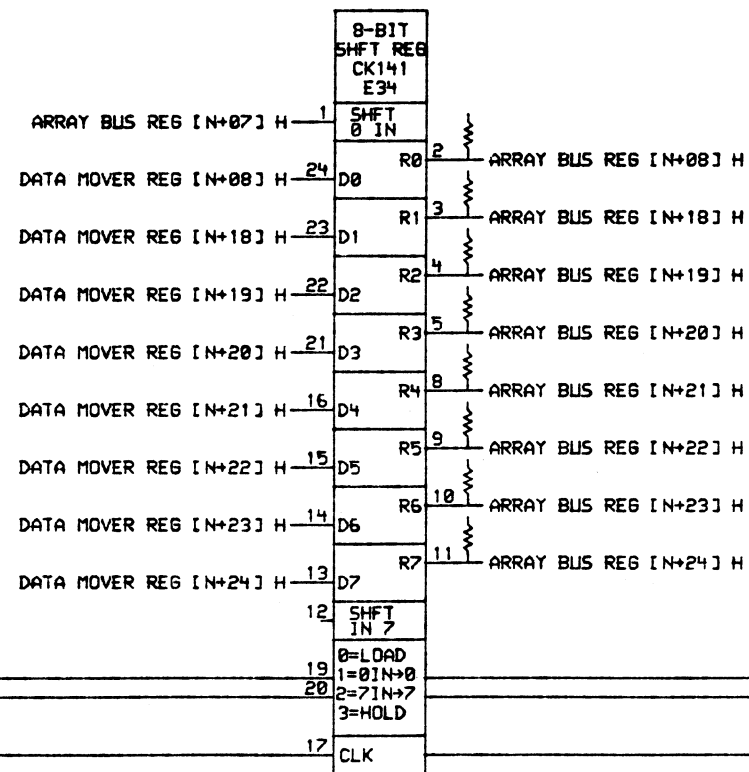 8-BIT
SHFT REG
CK141
E34
ARRAY BUS REG [N+07] H 1 SHFT
0 IN
R0 2 ARRAY BUS REG [N+08] H
DATA MOVER REG [N+08] H 24 D0
R1 3 ARRAY BUS REG [N+18] H
DATA MOVER REG [N+18] H 23 D1
R2 4 ARRAY BUS REG [N+19] H
DATA MOVER REG [N+19] H 22 D2
R3 5 ARRAY BUS REG [N+20] H
DATA MOVER REG [N+20] H 21 D3
R4 8 ARRAY BUS REG [N+21] H
DATA MOVER REG [N+21] H 16 D4
R5 9 ARRAY BUS REG [N+22] H
DATA MOVER REG [N+22] H 15 D5
R6 10 ARRAY BUS REG [N+23] H
DATA MOVER REG [N+23] H 14 D6
R7 11 ARRAY BUS REG [N+24] H
DATA MOVER REG [N+24] H 13 D7
12 SHFT
IN 7
0=LOAD
19 1=0IN→0
20 2=7IN→7
3=HOLD
17 CLK